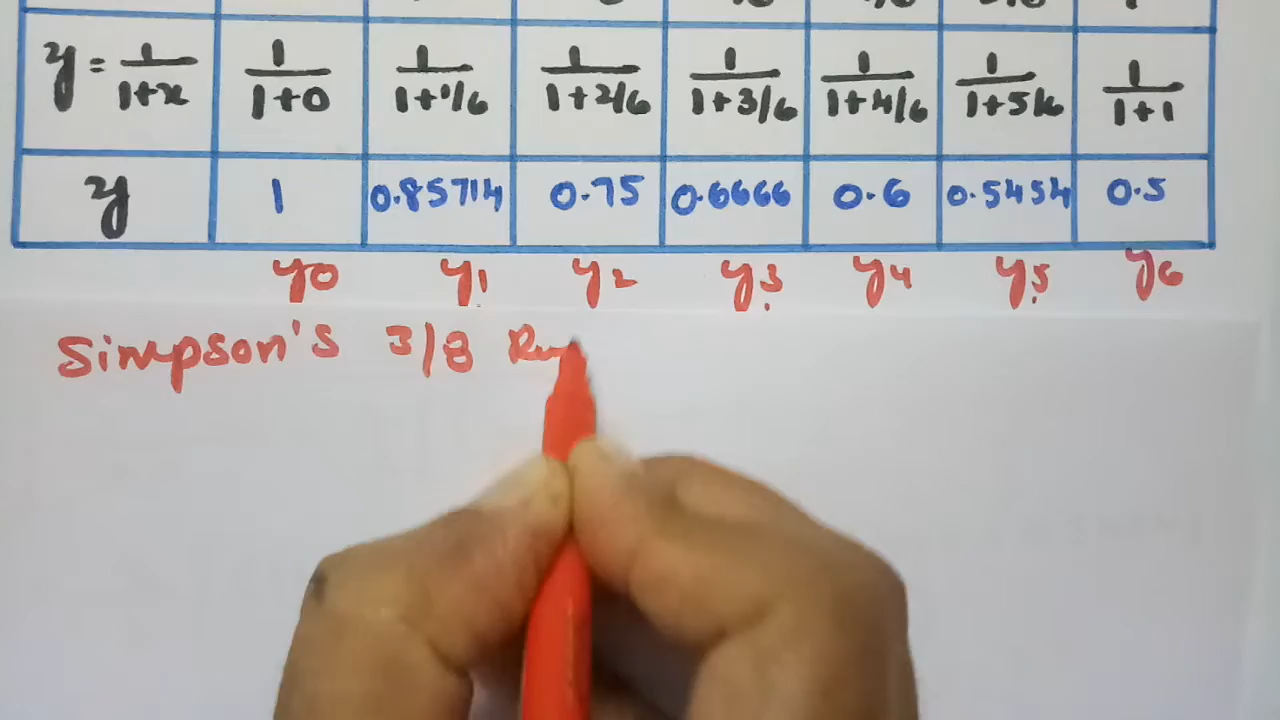 y = 1/1+x 1/1+0 1/1+1/6 1/1+2/6 1/1+3/6 1/1+4/6 1/1+5/6 1/1+1
y 1 0.85714 0.75 0.6666 0.6 0.5454 0.5
y0 y1 y2 y3 y4 y5 y6
Simpson's 3/8 Ru